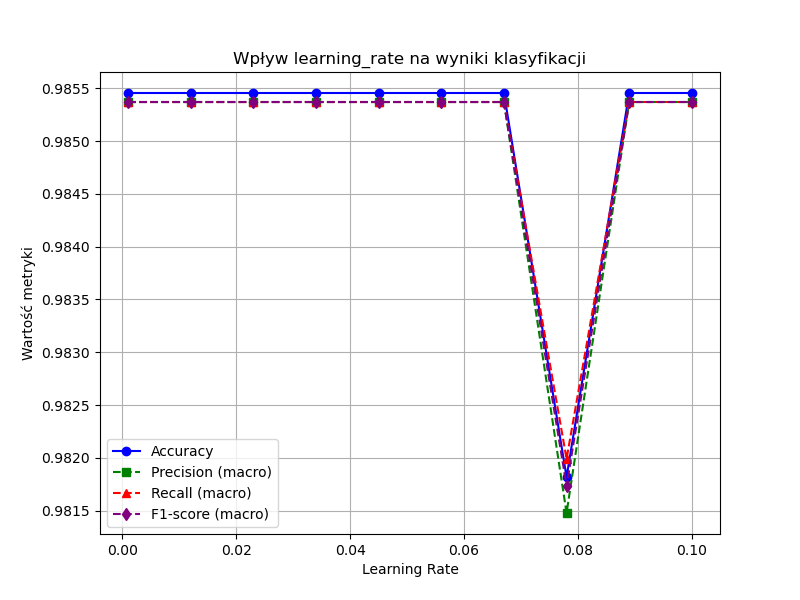 Wpływ learning_rate na wyniki klasyfikacji
Wartość metryki
0.9855
0.9850
0.9845
0.9840
0.9835
0.9830
0.9825
0.9820
0.9815
Accuracy
Precision (macro)
Recall (macro)
F1-score (macro)
0.00
0.02
0.04
0.06
0.08
0.10
Learning Rate